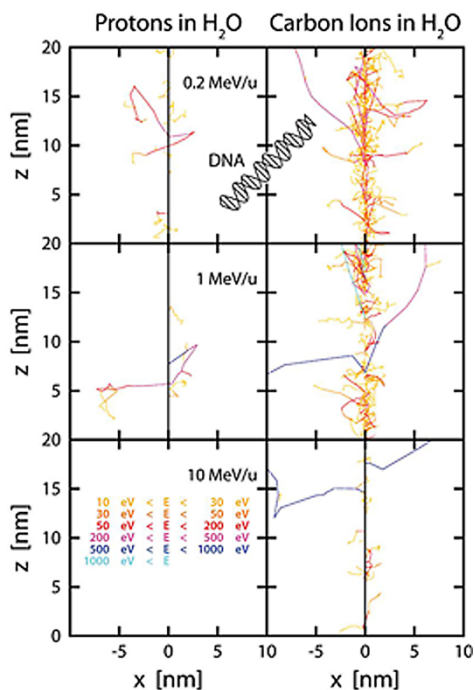 Protons in H₂O Carbon Ions in H₂O
20
0.2 MeV/u
15
z [nm]
10
DNA
5
20
1 MeV/u
15
z [nm]
10
5
20
10 MeV/u
15
10 eV < E < 30 eV
30 eV < E < 50 eV
50 eV < E < 200 eV
z [nm]
10
200 eV < E < 500 eV
500 eV < E < 1000 eV
1000 eV < E
5
0
-5 0 5 10 -5 0 5 10
x [nm] x [nm]